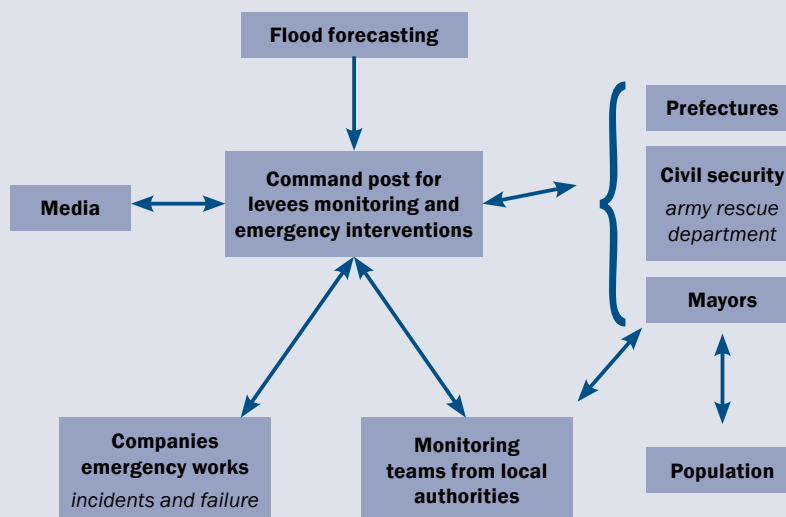 Flood forecasting
Prefectures
Command post for
levees monitoring and
emergency interventions
Media
Civil security
army rescue
department
Mayors
Companies
emergency works
incidents and failure
Monitoring
teams from local
authorities
Population